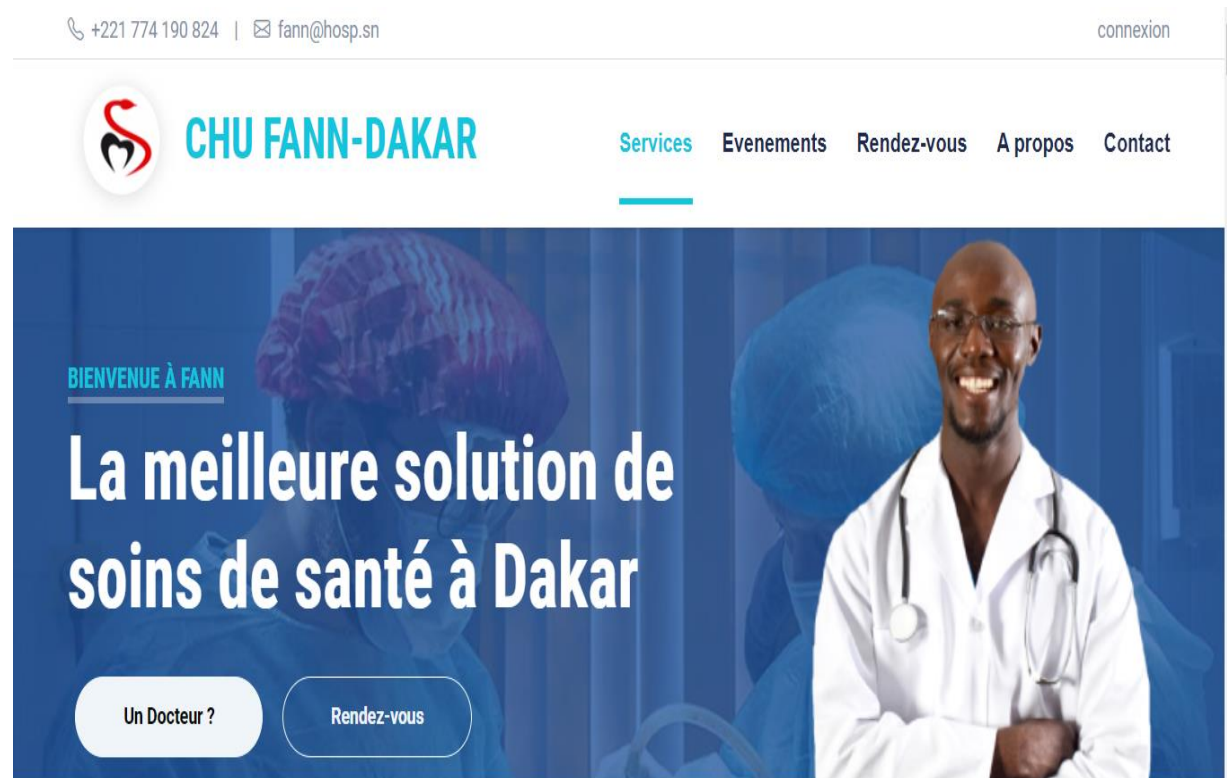 +221 774 190 824 | fann@hosp.sn
connexion
CHU FANN-DAKAR
Services Evenements Rendez-vous A propos Contact
BIENVENUE À FANN
La meilleure solution de
soins de santé à Dakar
Un Docteur ? Rendez-vous